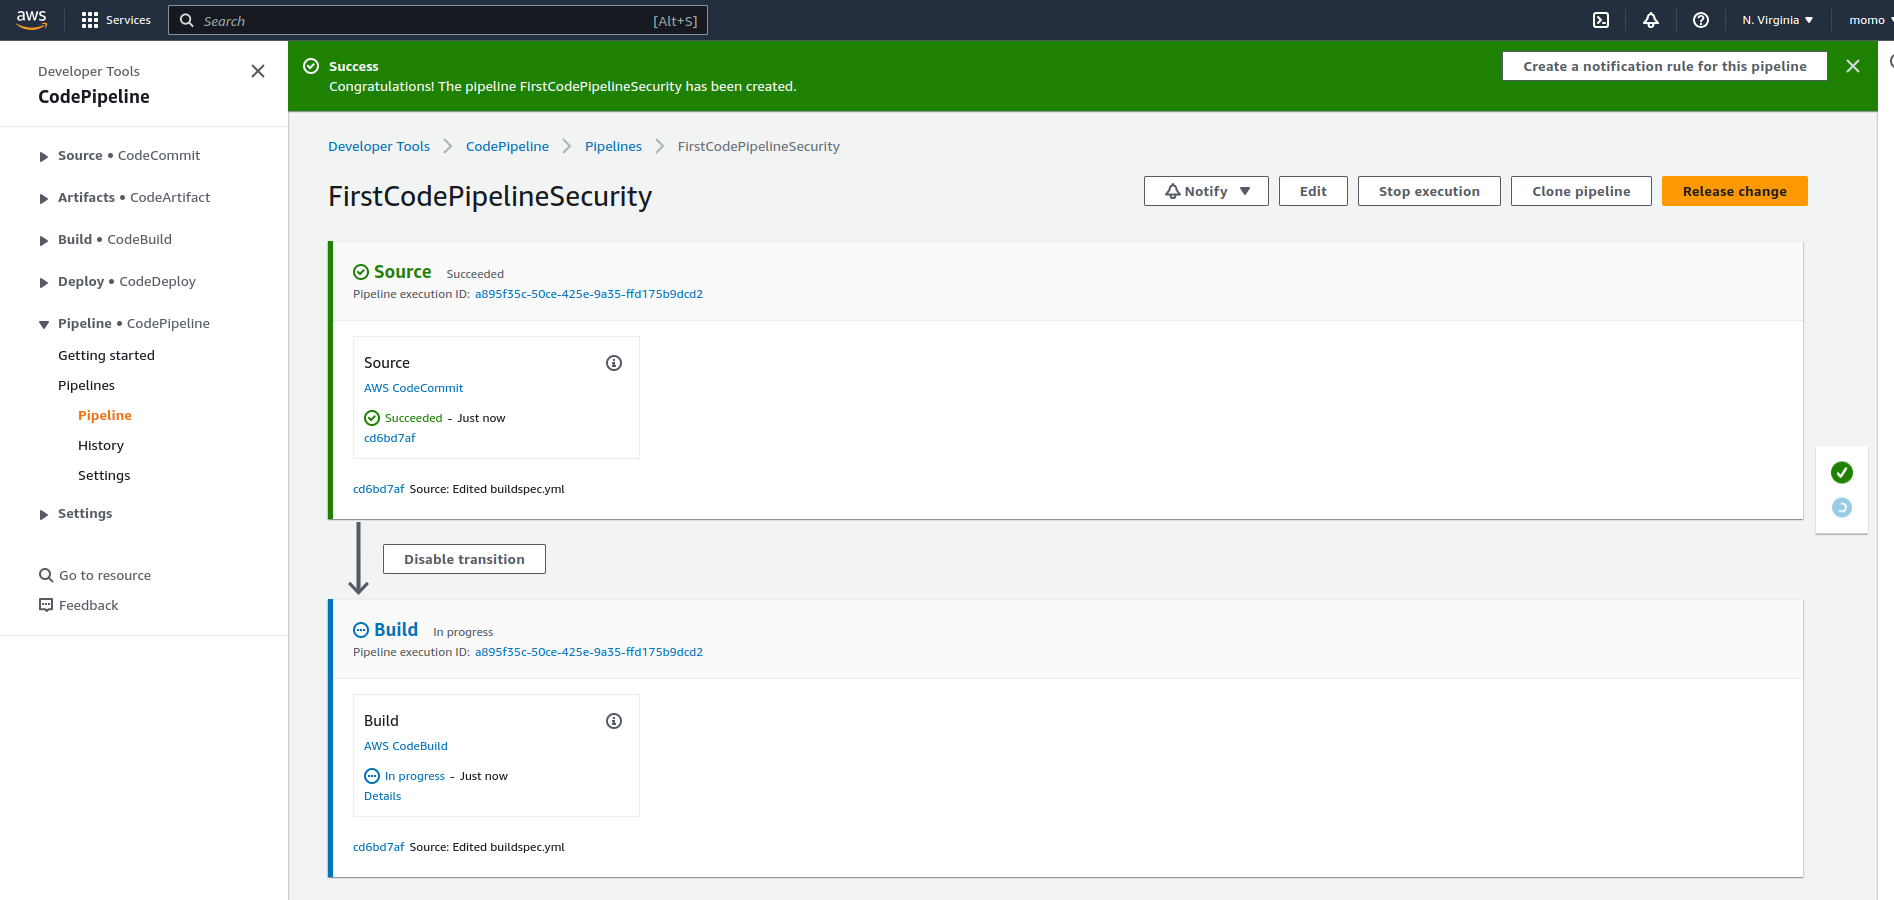 aws
Services
Search
[Alt+S]
N. Virginia
momo
Developer Tools
CodePipeline
Source • CodeCommit
Artifacts • CodeArtifact
Build • CodeBuild
Deploy • CodeDeploy
Pipeline • CodePipeline
Getting started
Pipelines
Pipeline
History
Settings
Settings
Go to resource
Feedback
Success
Congratulations! The pipeline FirstCodePipelineSecurity has been created.
Create a notification rule for this pipeline
Developer Tools
CodePipeline
Pipelines
FirstCodePipelineSecurity
FirstCodePipelineSecurity
Notify
Edit
Stop execution
Clone pipeline
Release change
Source Succeeded
Pipeline execution ID: a895f35c-50ce-425e-9a35-ffd175b9dcd2
Source
AWS CodeCommit
Succeeded - Just now
cd6bd7af
cd6bd7af Source: Edited buildspec.yml
Disable transition
Build In progress
Pipeline execution ID: a895f35c-50ce-425e-9a35-ffd175b9dcd2
Build
AWS CodeBuild
In progress - Just now
Details
cd6bd7af Source: Edited buildspec.yml